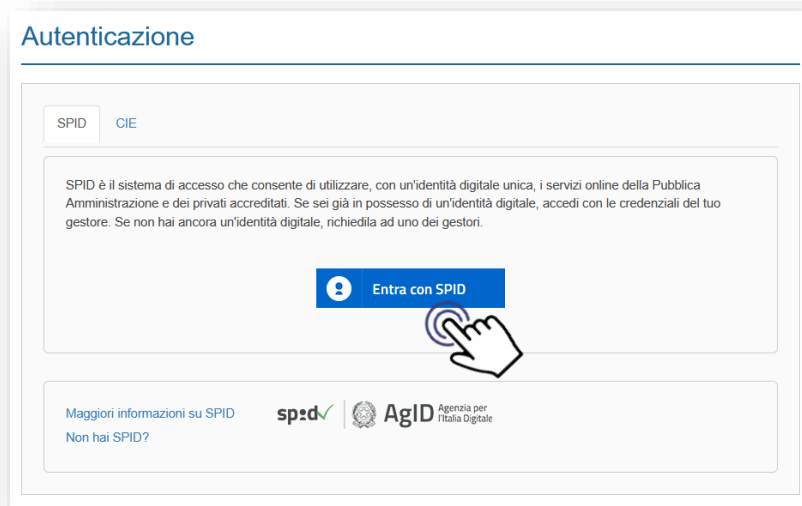 Autenticazione
SPID CIE
SPID è il sistema di accesso che consente di utilizzare, con un'identità digitale unica, i servizi online della Pubblica
Amministrazione e dei privati accreditati. Se sei già in possesso di un'identità digitale, accedi con le credenziali del tuo
gestore. Se non hai ancora un'identità digitale, richiedila ad uno dei gestori.
Entra con SPID
Maggiori informazioni su SPID
Non hai SPID?
spid AgID Agenzia per
l'Italia Digitale